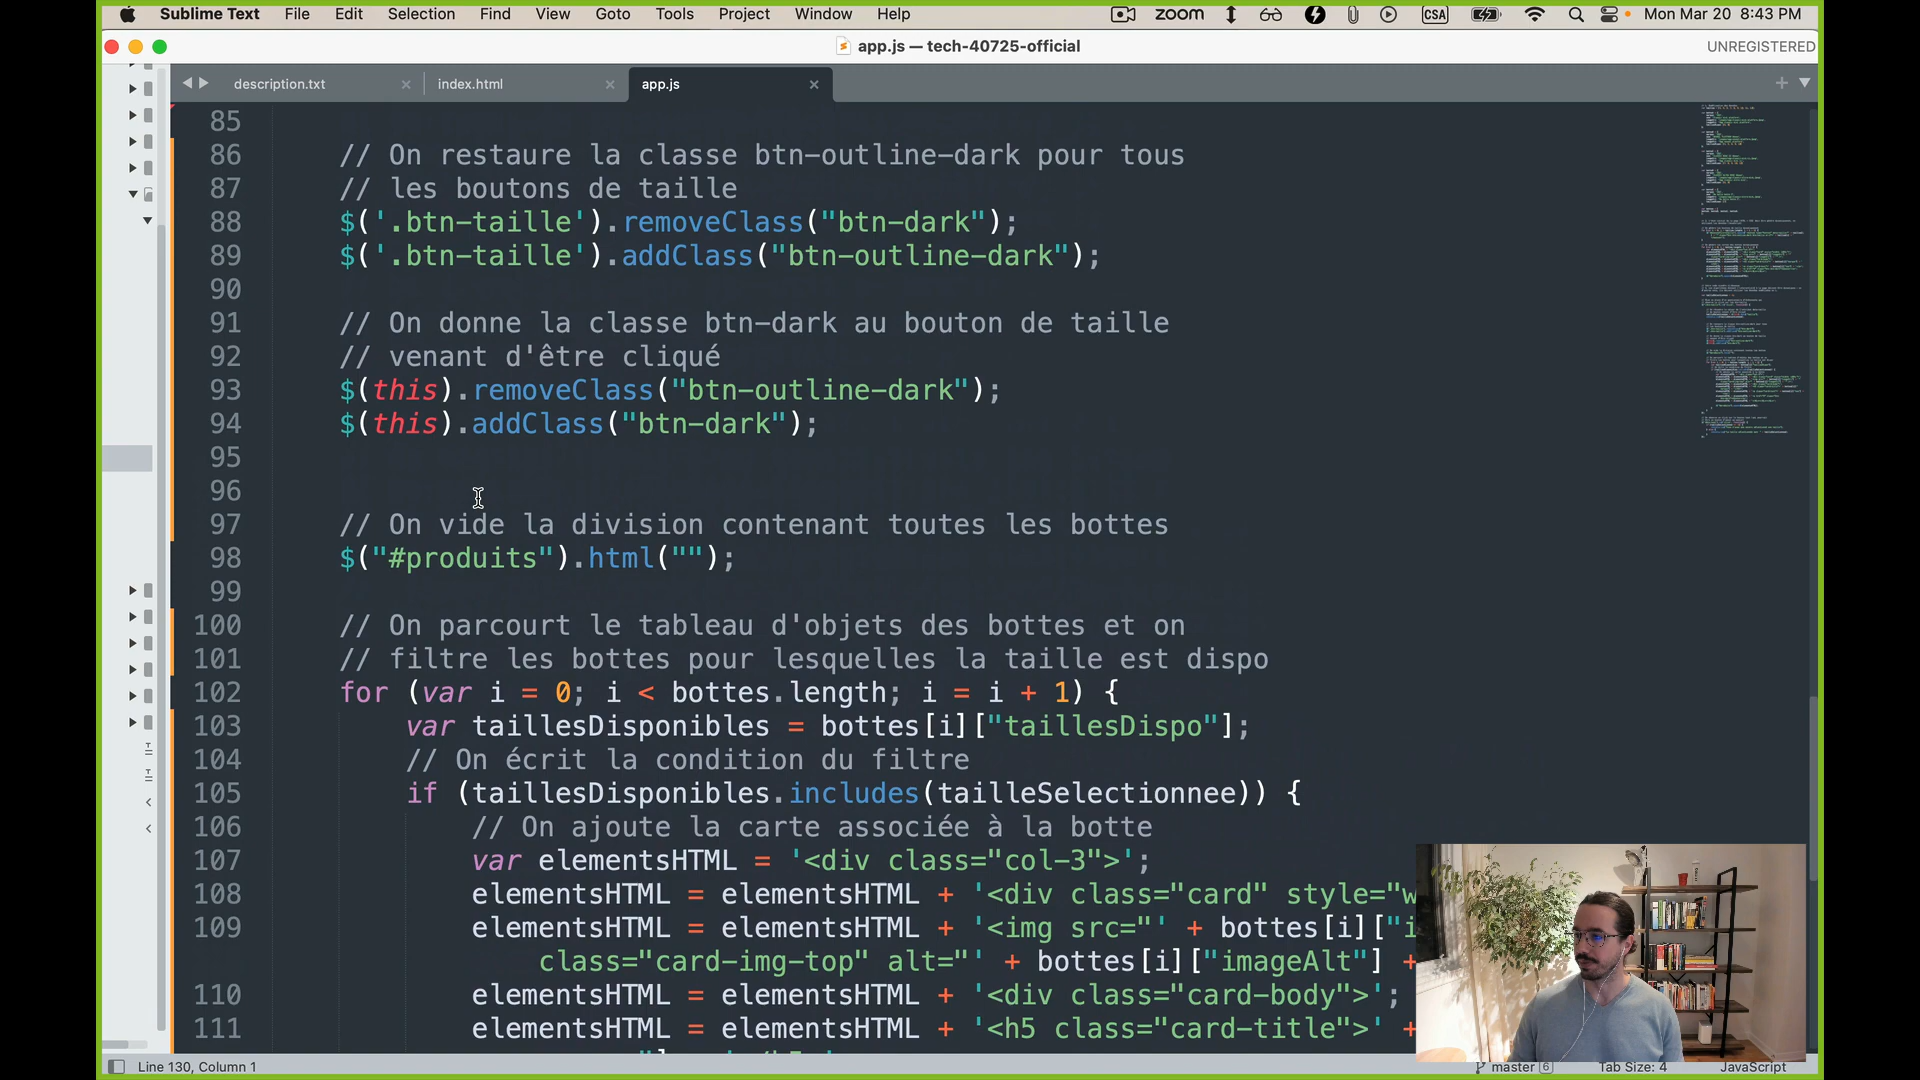 Sublime Text File Edit Selection Find View Goto Tools Project Window Help zoom CSA Mon Mar 20 8:43 PM
app.js — tech-40725-official UNREGISTERED
description.txt index.html app.js
85
86 // On restaure la classe btn-outline-dark pour tous
87 // les boutons de taille
88 $('.btn-taille').removeClass("btn-dark");
89 $('.btn-taille').addClass("btn-outline-dark");
90
91 // On donne la classe btn-dark au bouton de taille
92 // venant d'être cliqué
93 $(this).removeClass("btn-outline-dark");
94 $(this).addClass("btn-dark");
95
96
97 // On vide la division contenant toutes les bottes
98 $("#produits").html("");
99
100 // On parcourt le tableau d'objets des bottes et on
101 // filtre les bottes pour lesquelles la taille est dispo
102 for (var i = 0; i < bottes.length; i = i + 1) {
103 var taillesDisponibles = bottes[i]["taillesDispo"];
104 // On écrit la condition du filtre
105 if (taillesDisponibles.includes(tailleSelectionnee)) {
106 // On ajoute la carte associée à la botte
107 var elementsHTML = '<div class="col-3">';
108 elementsHTML = elementsHTML + '<div class="card" style="w
109 elementsHTML = elementsHTML + '<img src="' + bottes[i]["i
class="card-img-top" alt="' + bottes[i]["imageAlt"] +
110 elementsHTML = elementsHTML + '<div class="card-body">';
111 elementsHTML = elementsHTML + '<h5 class="card-title">' +
Line 130, Column 1 master 6 Tab Size: 4 JavaScript